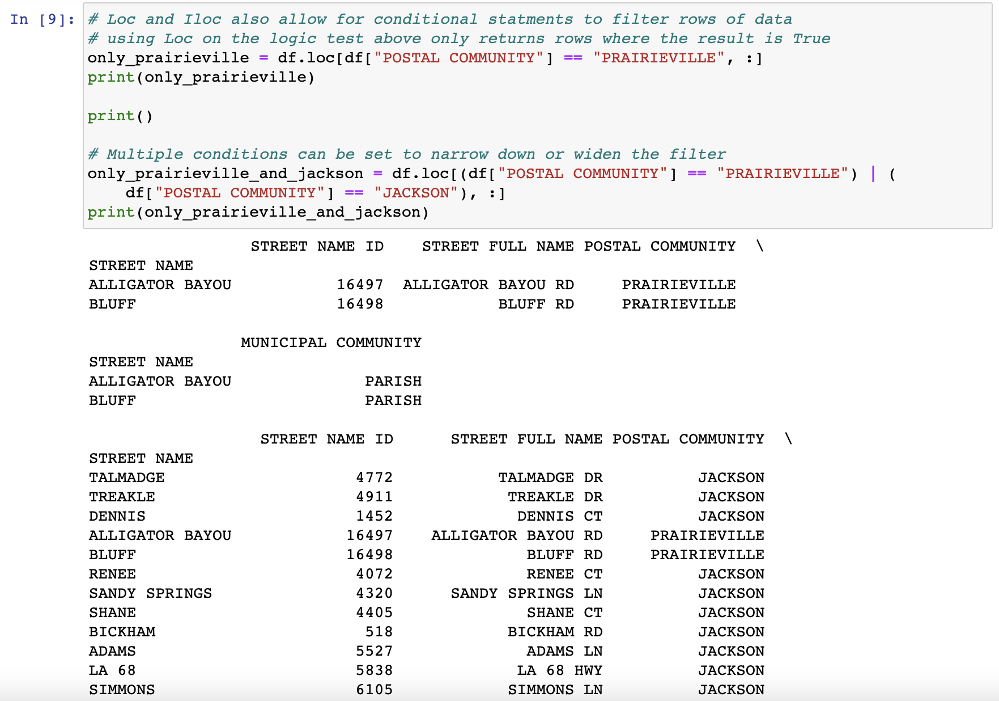 In [9]: # Loc and Iloc also allow for conditional statments to filter rows of data
# using Loc on the logic test above only returns rows where the result is True
only_prairieville = df.loc[df["POSTAL COMMUNITY"] == "PRAIRIEVILLE", :]
print(only_prairieville)
print()
# Multiple conditions can be set to narrow down or widen the filter
only_prairieville_and_jackson = df.loc[(df["POSTAL COMMUNITY"] == "PRAIRIEVILLE") | (
df["POSTAL COMMUNITY"] == "JACKSON"), :]
print(only_prairieville_and_jackson)
STREET NAME ID STREET FULL NAME POSTAL COMMUNITY \
STREET NAME
ALLIGATOR BAYOU 16497 ALLIGATOR BAYOU RD PRAIRIEVILLE
BLUFF 16498 BLUFF RD PRAIRIEVILLE
MUNICIPAL COMMUNITY
STREET NAME
ALLIGATOR BAYOU PARISH
BLUFF PARISH
STREET NAME ID STREET FULL NAME POSTAL COMMUNITY \
STREET NAME
TALMADGE 4772 TALMADGE DR JACKSON
TREAKLE 4911 TREAKLE DR JACKSON
DENNIS 1452 DENNIS CT JACKSON
ALLIGATOR BAYOU 16497 ALLIGATOR BAYOU RD PRAIRIEVILLE
BLUFF 16498 BLUFF RD PRAIRIEVILLE
RENEE 4072 RENEE CT JACKSON
SANDY SPRINGS 4320 SANDY SPRINGS LN JACKSON
SHANE 4405 SHANE CT JACKSON
BICKHAM 518 BICKHAM RD JACKSON
ADAMS 5527 ADAMS LN JACKSON
LA 68 5838 LA 68 HWY JACKSON
SIMMONS 6105 SIMMONS LN JACKSON